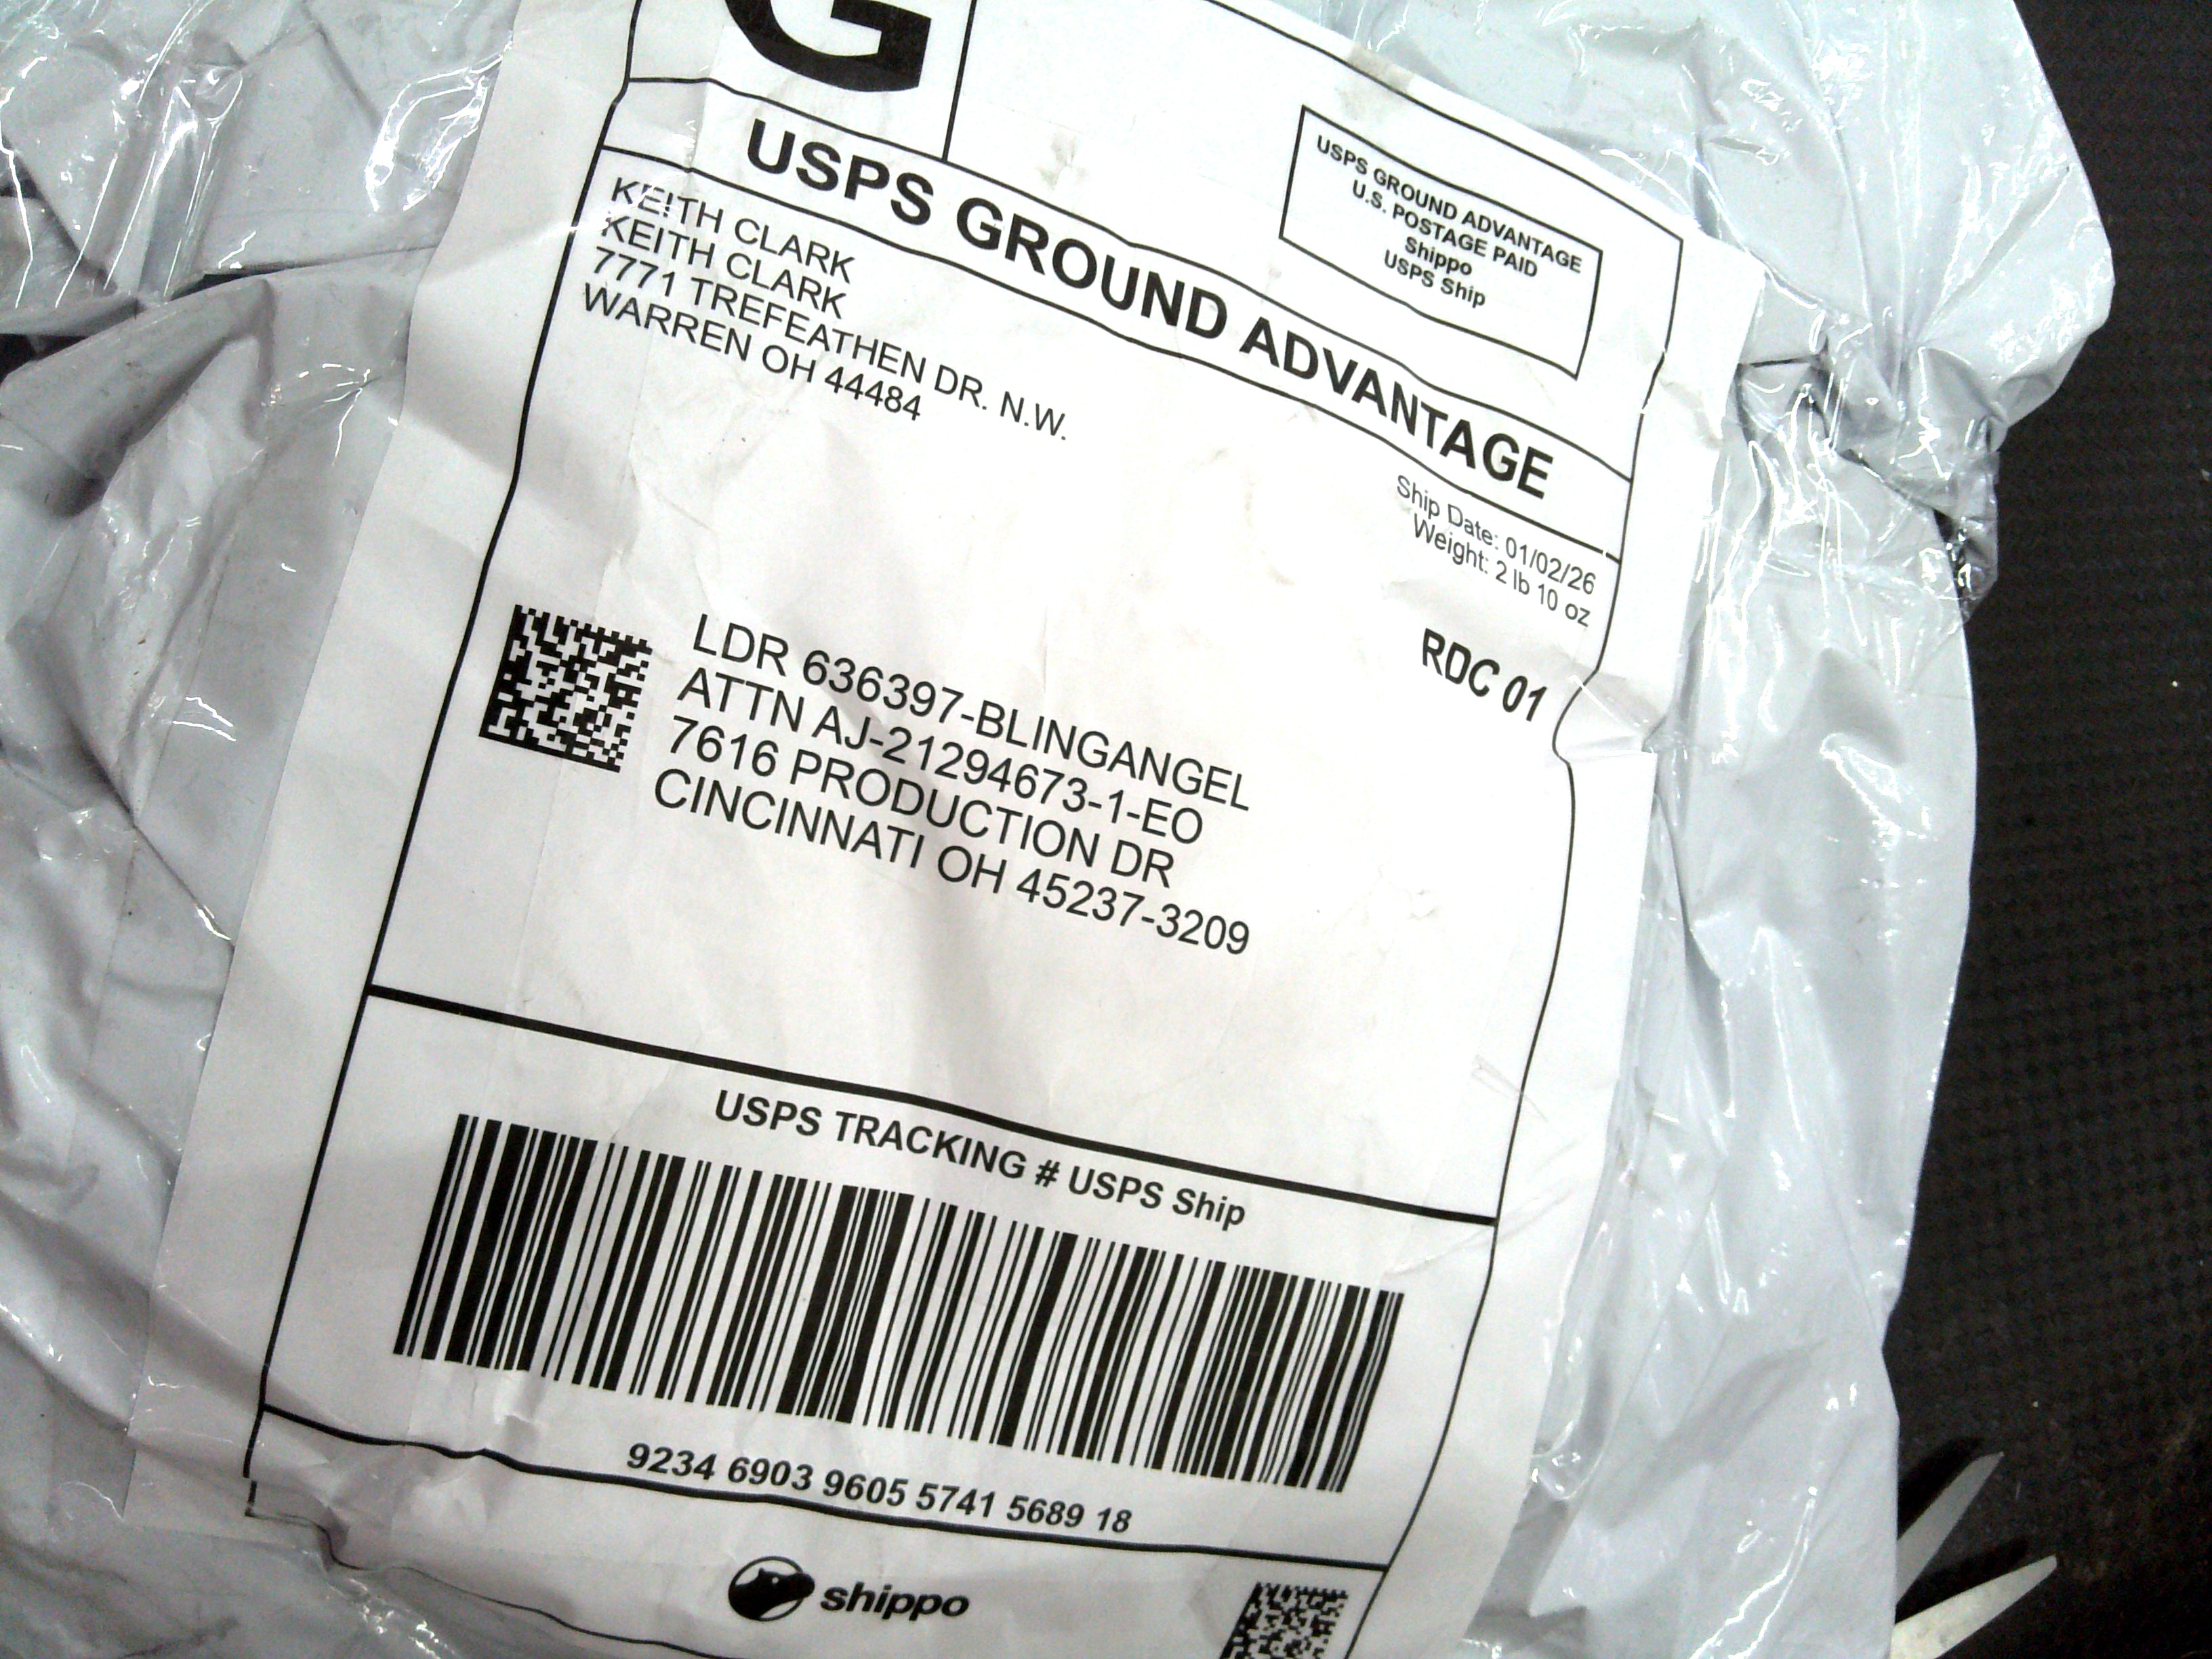 G
USPS GROUND ADVANTAGE
U.S. POSTAGE PAID
Shippo
USPS Ship
USPS GROUND ADVANTAGE
KEITH CLARK
KEITH CLARK
7771 TREFEATHEN DR. N.W.
WARREN OH 44484
Ship Date: 01/02/26
Weight: 2 lb 10 oz
RDC 01
LDR 636397-BLINGANGEL
ATTN AJ-21294673-1-EO
7616 PRODUCTION DR
CINCINNATI OH 45237-3209
USPS TRACKING # USPS Ship
9234 6903 9605 5741 5689 18
shippo